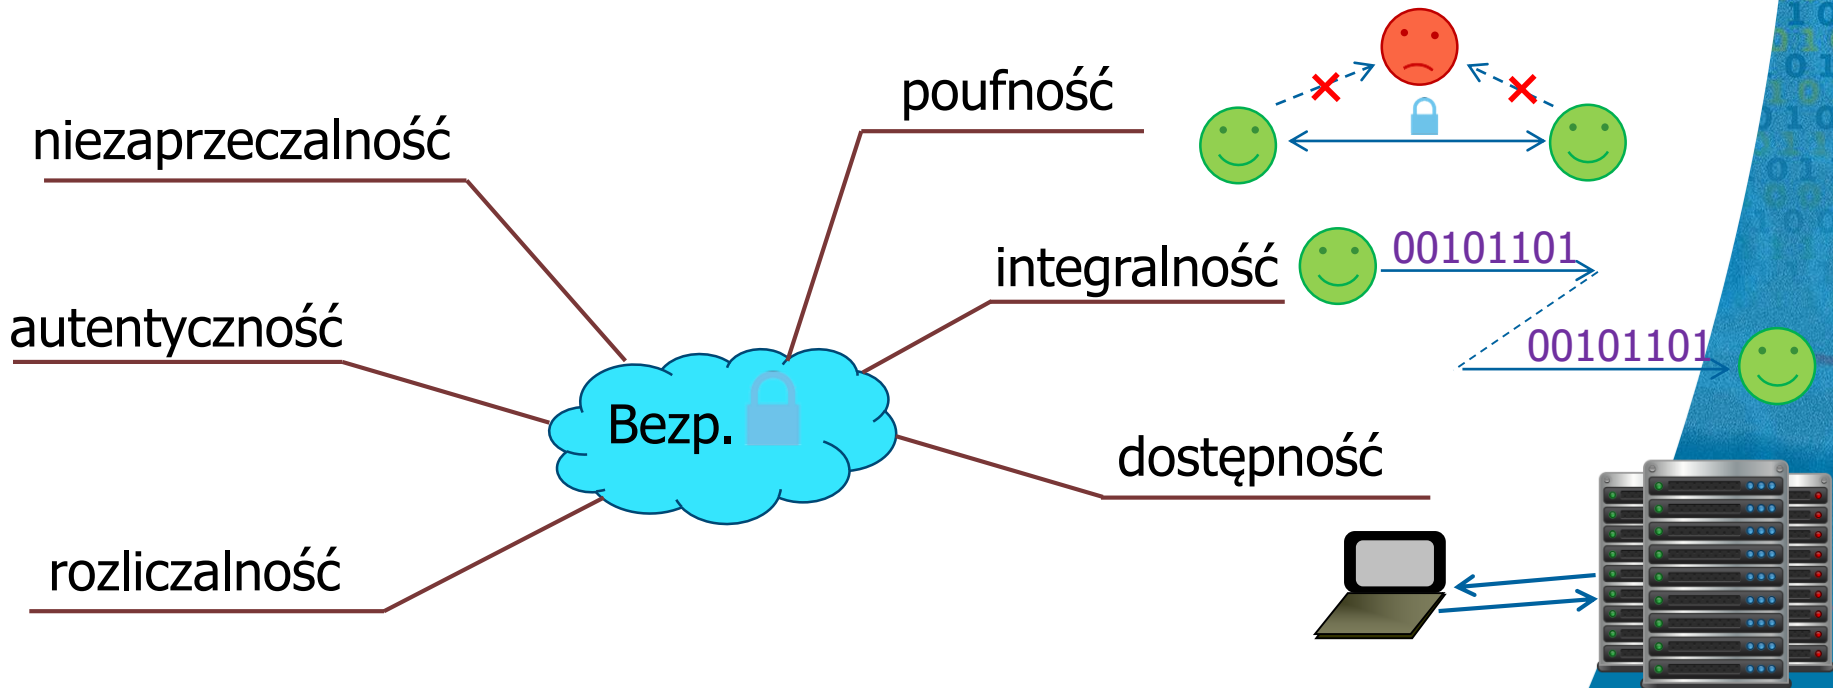 poufność
niezaprzeczalność
integralność
00101101
autentyczność
00101101
Bezp.
dostępność
rozliczalność